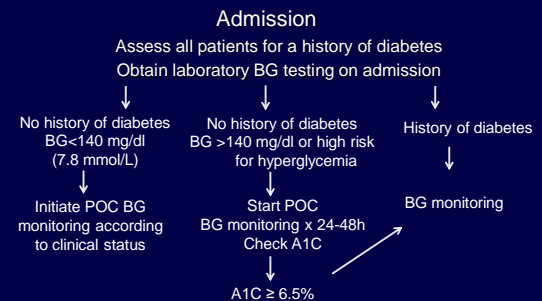 Admission
Assess all patients for a history of diabetes
Obtain laboratory BG testing on admission
No history of diabetes
BG<140 mg/dl
(7.8 mmol/L)
No history of diabetes
BG >140 mg/dl or high risk
for hyperglycemia
History of diabetes
Initiate POC BG
monitoring according
to clinical status
Start POC
BG monitoring x 24-48h
Check A1C
BG monitoring
A1C ≥ 6.5%